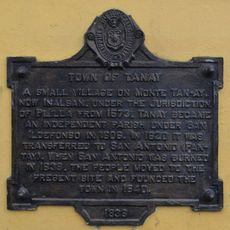 TOWN OF TANAY
A SMALL VILLAGE ON MONTE TAN-AY,
NOW INALSAN, UNDER THE JURISDICTION
OF PILILLA FROM 1573. TANAY BECAME
AN INDEPENDENT PARISH UNDER SAN
ILDEFONSO IN 1606. IN 1620 IT WAS
TRANSFERRED TO SAN ANTONIO (PAN-
TAY). WHEN SAN ANTONIO WAS BURNED
IN 1639, THE PEOPLE MOVED TO THE
PRESENT SITE AND FOUNDED THE
TOWN IN 1640.
1939